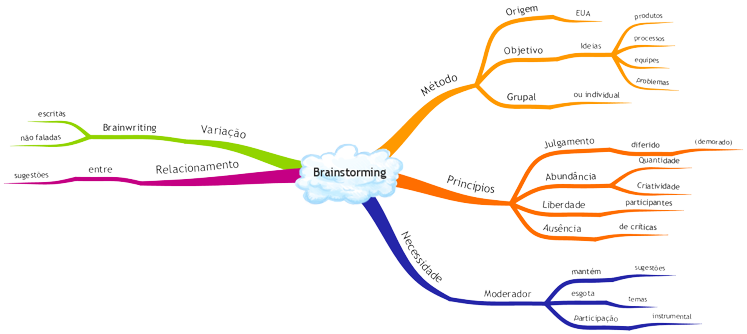 Brainstorming
Método
Origem
EUA
Objetivo
Ideias
produtos
processos
equipes
problemas
Grupal
ou individual
Princípios
Julgamento
diferido
(demorado)
Abundância
Quantidade
Criatividade
Liberdade
participantes
Ausência
de críticas
Necessidade
Moderador
mantém
sugestões
esgota
temas
Participação
instrumental
Variação
Brainwriting
escritas
não faladas
Relacionamento
entre
sugestões